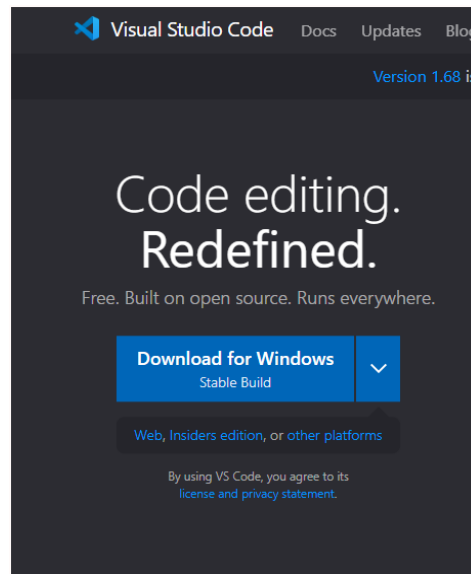 Visual Studio Code Docs Updates Blog
Version 1.68 is
Code editing.
Redefined.
Free. Built on open source. Runs everywhere.
Download for Windows
Stable Build
Web, Insiders edition, or other platforms
By using VS Code, you agree to its
license and privacy statement.